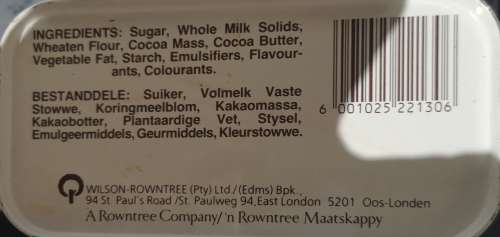 INGREDIENTS: Sugar, Whole Milk Solids,
Wheaten Flour, Cocoa Mass, Cocoa Butter,
Vegetable Fat, Starch, Emulsifiers, Flavour-
ants, Colourants.
BESTANDDELE: Suiker, Volmelk Vaste
Stowwe, Koringmeelblom, Kakaomassa,
Kakaobotter, Plantaardige Vet, Stysel,
Emulgeermiddels, Geurmiddels, Kleurstowwe.
6 001025 221306
WILSON-ROWNTREE (Pty) Ltd./(Edms) Bpk.,
94 St. Paul's Road /St. Paulweg 94, East London 5201 Oos-Londen
A Rowntree Company/'n Rowntree Maatskappy